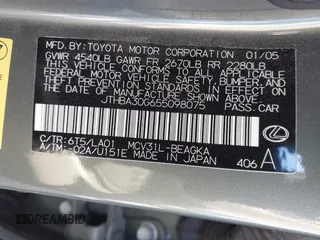 MFD. BY: TOYOTA MOTOR CORPORATION 01/05
GVWR 4540LB GAWR FR 2670LB RR 2280LB
THIS VEHICLE CONFORMS TO ALL APPLICABLE
FEDERAL MOTOR VEHICLE SAFETY, BUMPER, AND
THEFT PREVENTION STANDARDS IN EFFECT ON
THE DATE OF MANUFACTURE SHOWN ABOVE.
JTHBA30G655098075 PASS.CAR
C/TR:6T5/LA01 MCV31L-BEAGKA
A/TM:-02A/U151E MADE IN JAPAN 406 A
DREAMBID